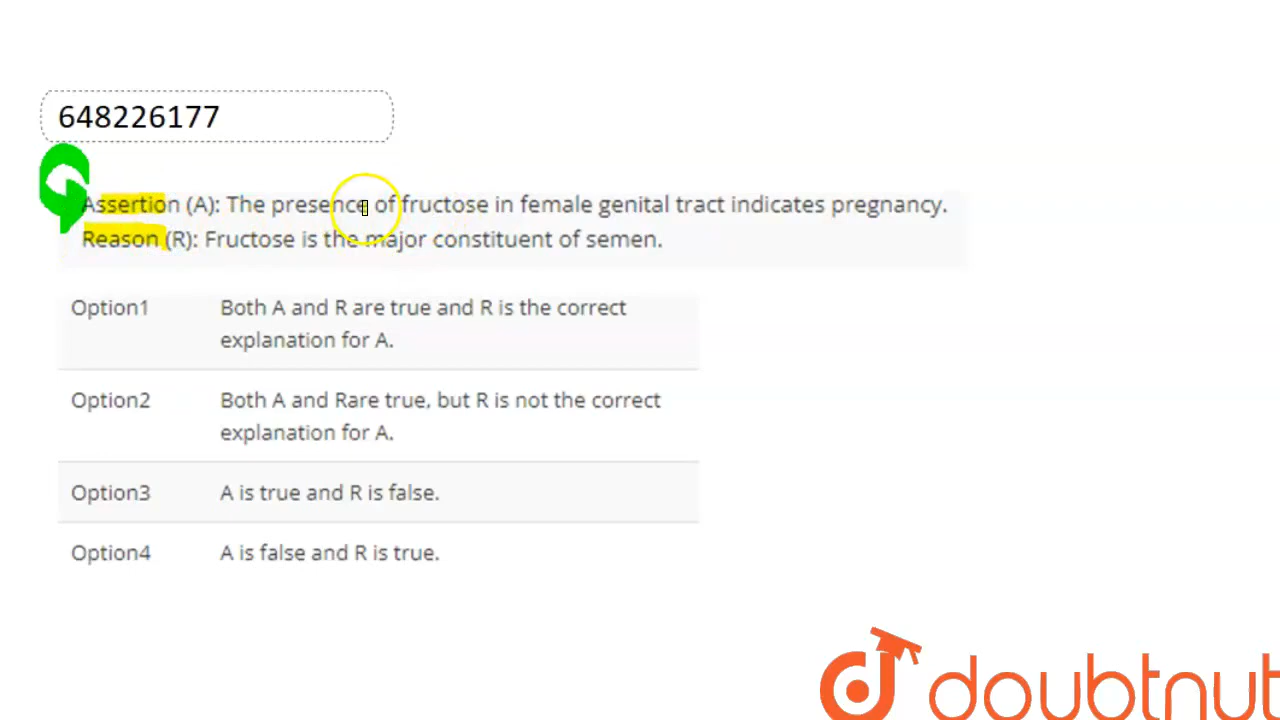 648226177
Assertion (A): The presence of fructose in female genital tract indicates pregnancy.
Reason (R): Fructose is the major constituent of semen.
Option1 Both A and R are true and R is the correct
explanation for A.
Option2 Both A and Rare true, but R is not the correct
explanation for A.
Option3 A is true and R is false.
Option4 A is false and R is true.
doubtnut